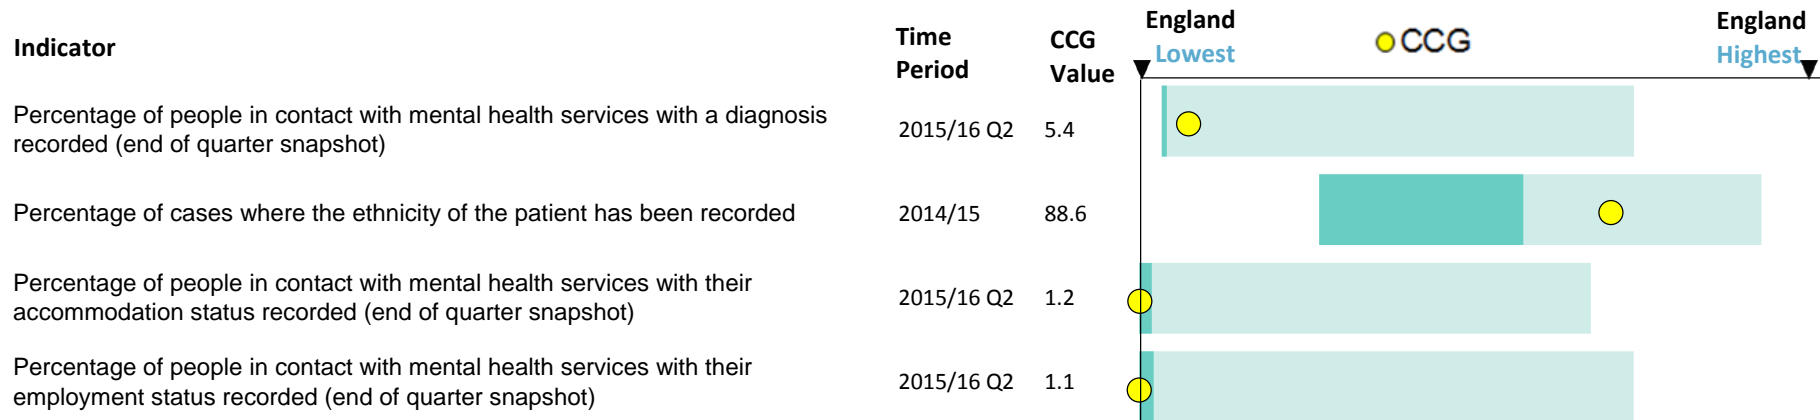 Indicator
Time
Period
CCG
Value
England
Lowest
CCG
England
Highest
Percentage of people in contact with mental health services with a diagnosis
recorded (end of quarter snapshot)
2015/16 Q2
5.4
Percentage of cases where the ethnicity of the patient has been recorded
2014/15
88.6
Percentage of people in contact with mental health services with their
accommodation status recorded (end of quarter snapshot)
2015/16 Q2
1.2
Percentage of people in contact with mental health services with their
employment status recorded (end of quarter snapshot)
2015/16 Q2
1.1